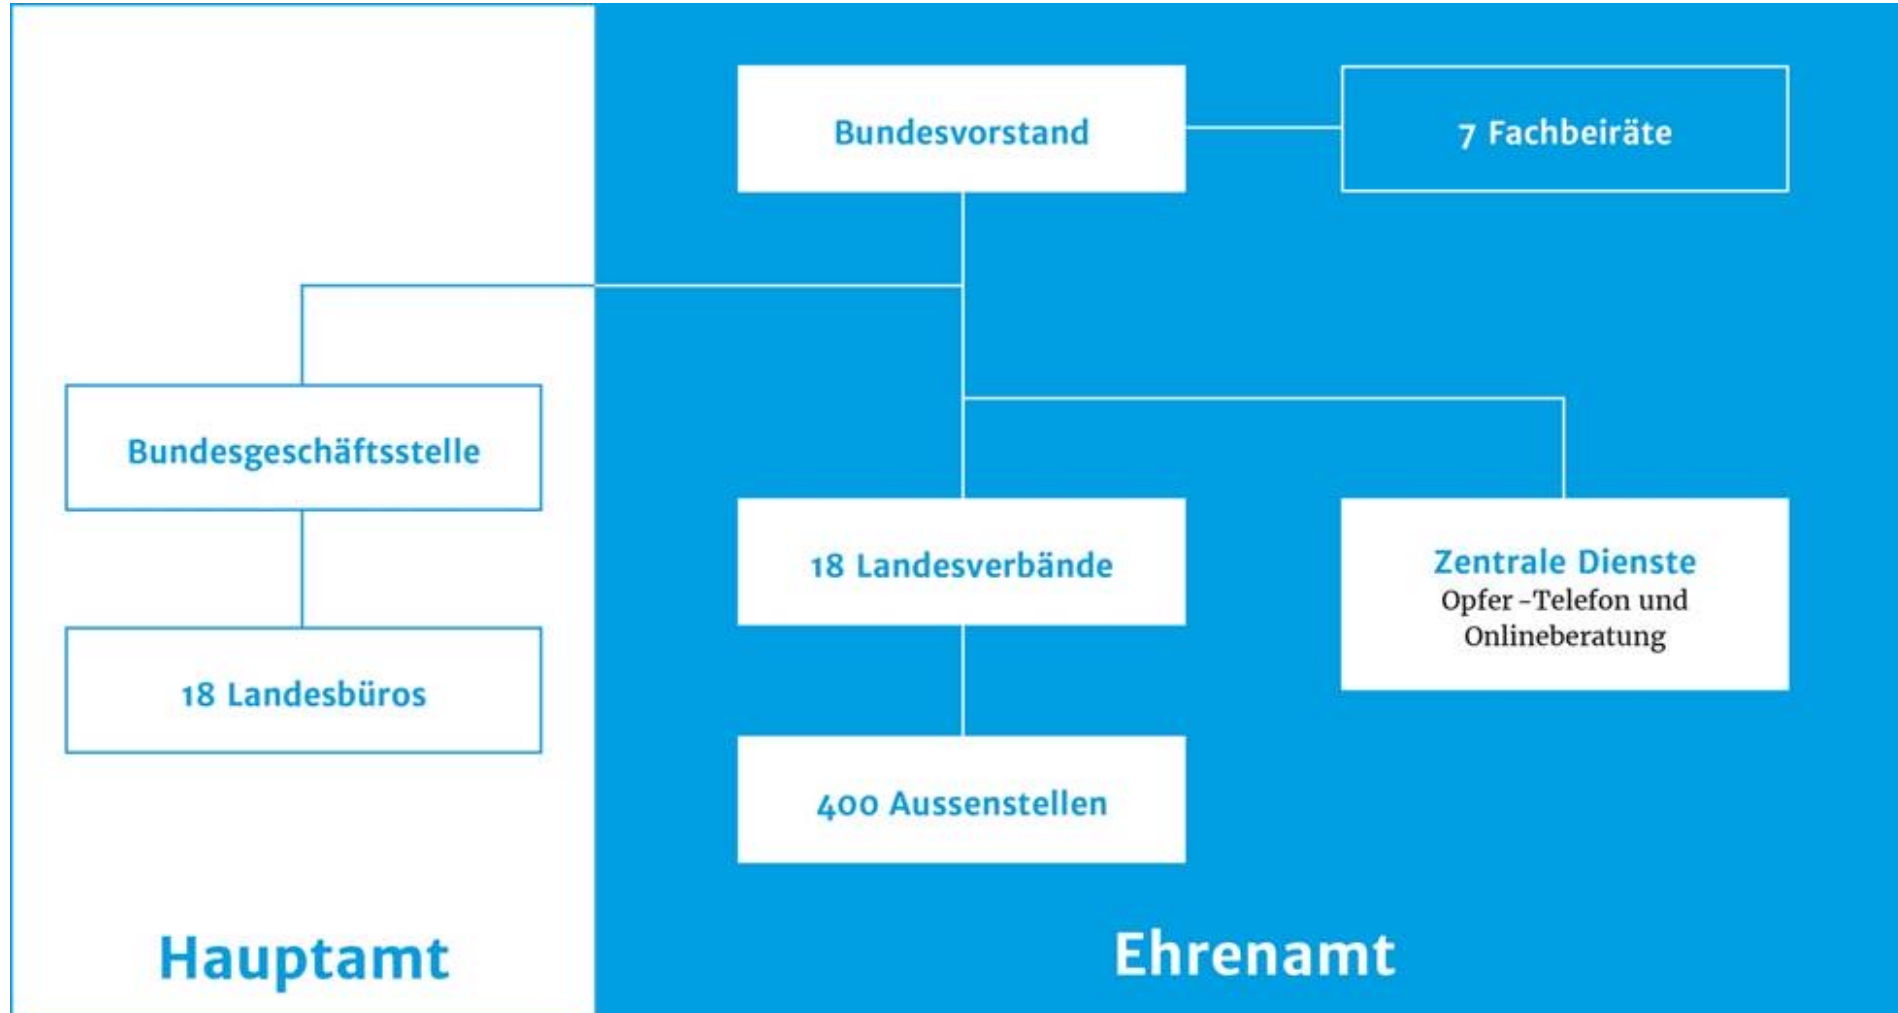 Bundesvorstand
7 Fachbeiräte
Bundesgeschäftsstelle
18 Landesverbände
Zentrale Dienste
Opfer -Telefon und
Onlineberatung
18 Landesbüros
400 Aussenstellen
Hauptamt
Ehrenamt